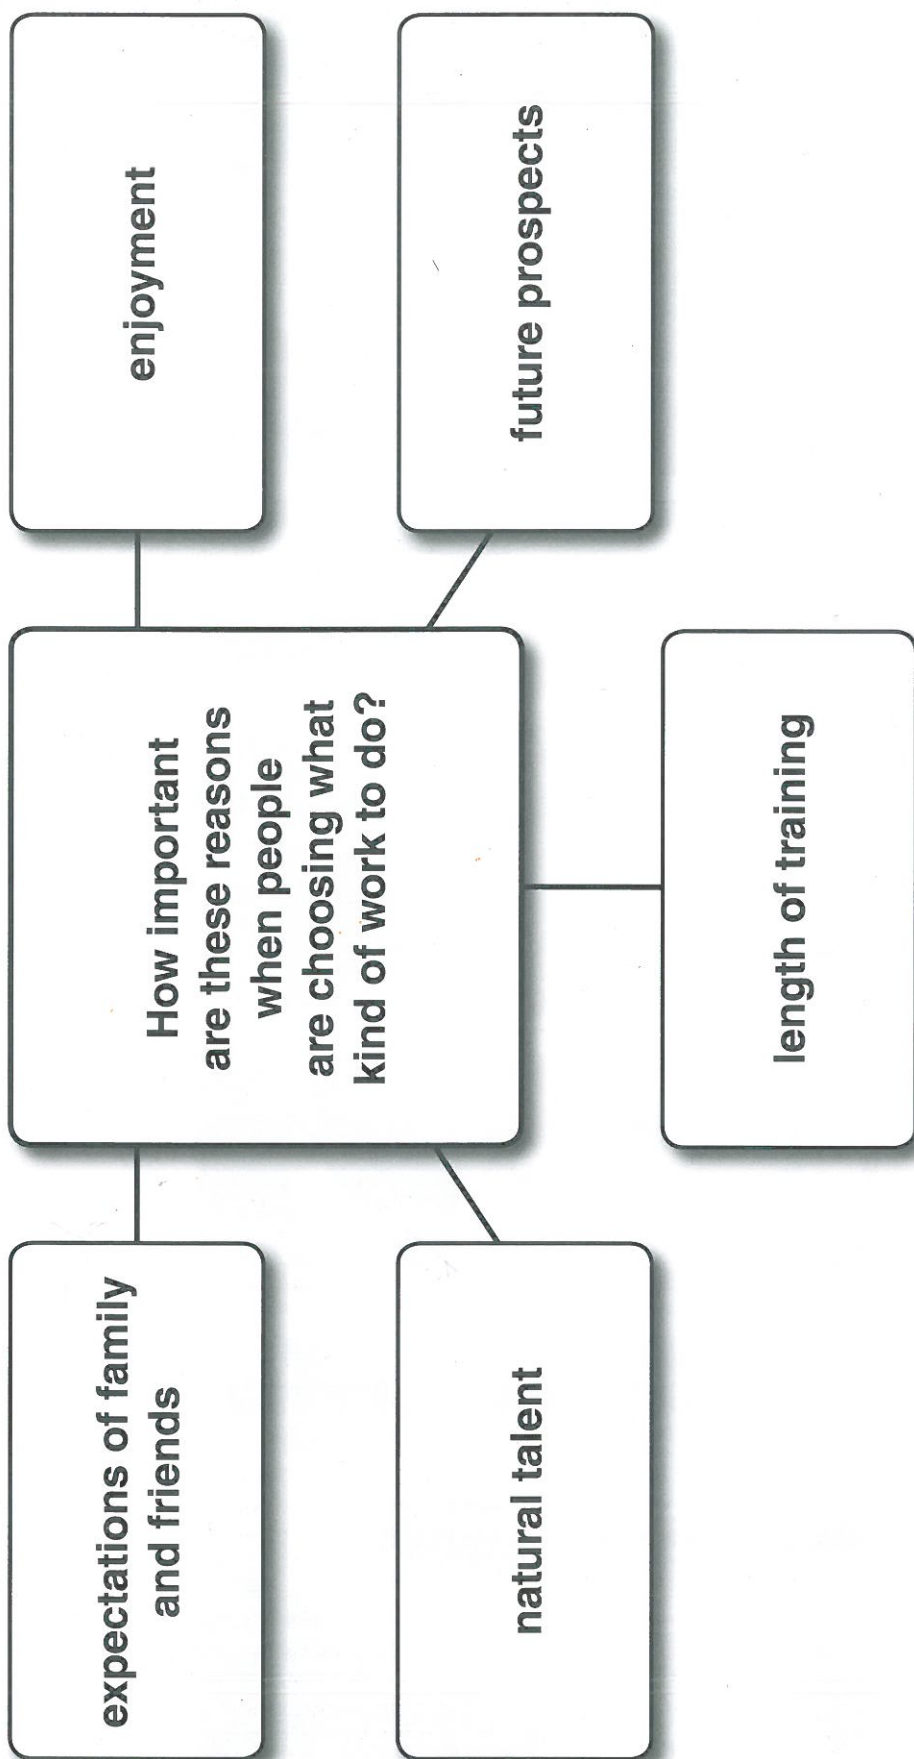 expectations of family
and friends
How important
are these reasons
when people
are choosing what
kind of work to do?
enjoyment
natural talent
future prospects
length of training